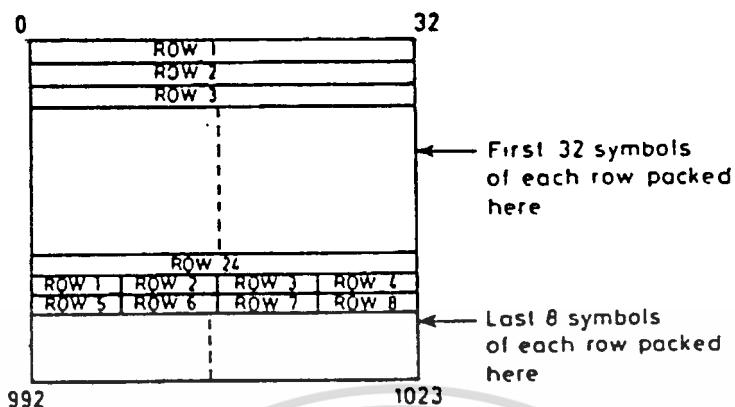 0 32
ROW 1
ROW 2
ROW 3
First 32 symbols
of each row packed
here
ROW 24
ROW 1 ROW 2 ROW 3 ROW 4
ROW 5 ROW 6 ROW 7 ROW 8
Last 8 symbols
of each row packed
here
992 1023